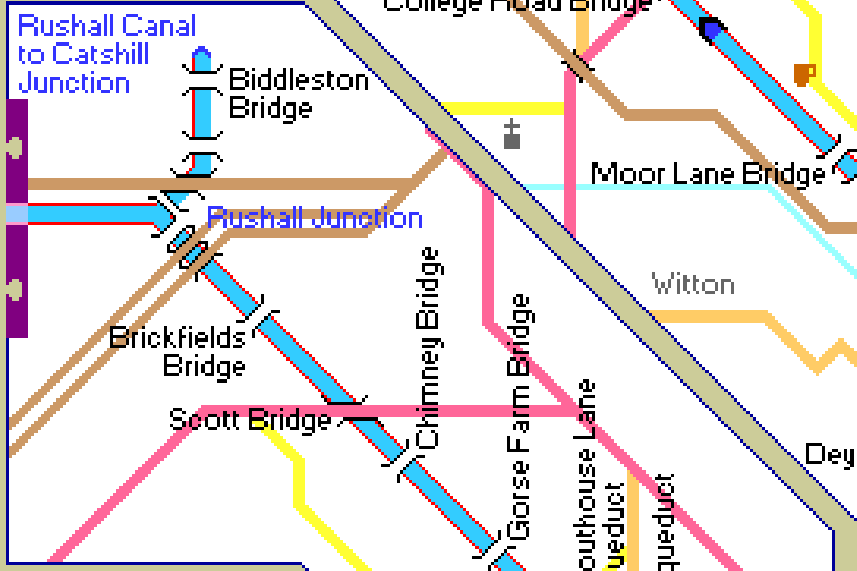 College Road Bridge
Rushall Canal
to Catshill
Junction
Biddleston
Bridge
Moor Lane Bridge
Rushall Junction
Witton
Brickfields
Bridge
Chimney Bridge
Gorse Farm Bridge
Scott Bridge
outhouse Lane
ueduct
queduct
Dey